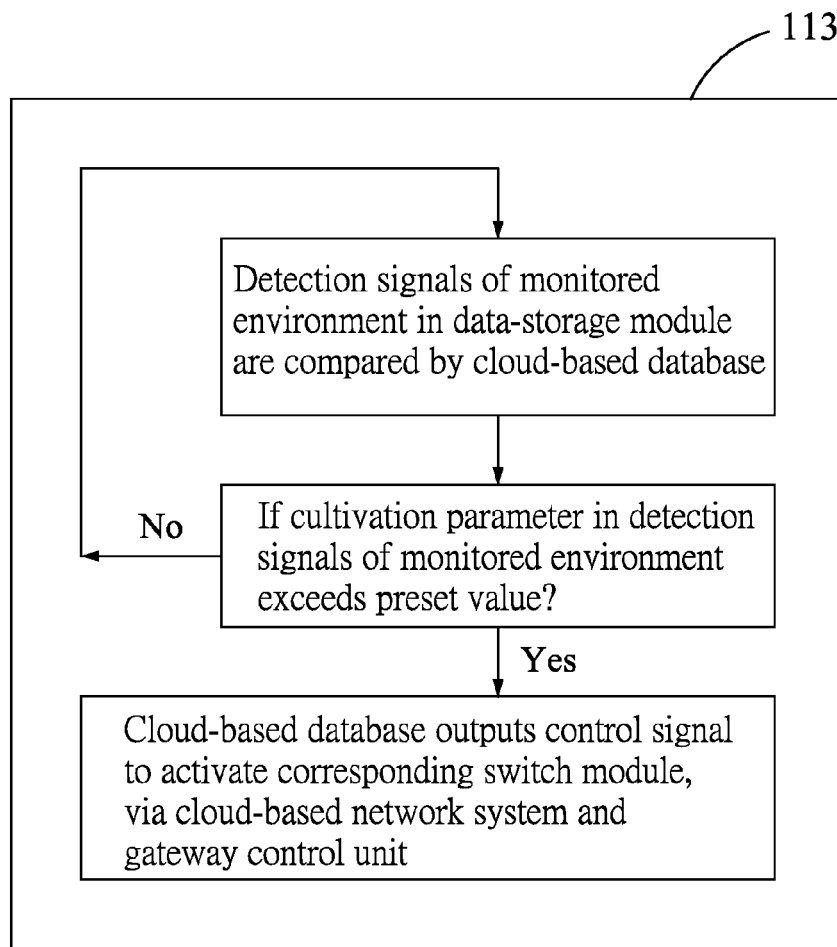 113
Detection signals of monitored
environment in data-storage module
are compared by cloud-based database
If cultivation parameter in detection
signals of monitored environment
exceeds preset value?
No
Yes
Cloud-based database outputs control signal
to activate corresponding switch module,
via cloud-based network system and
gateway control unit